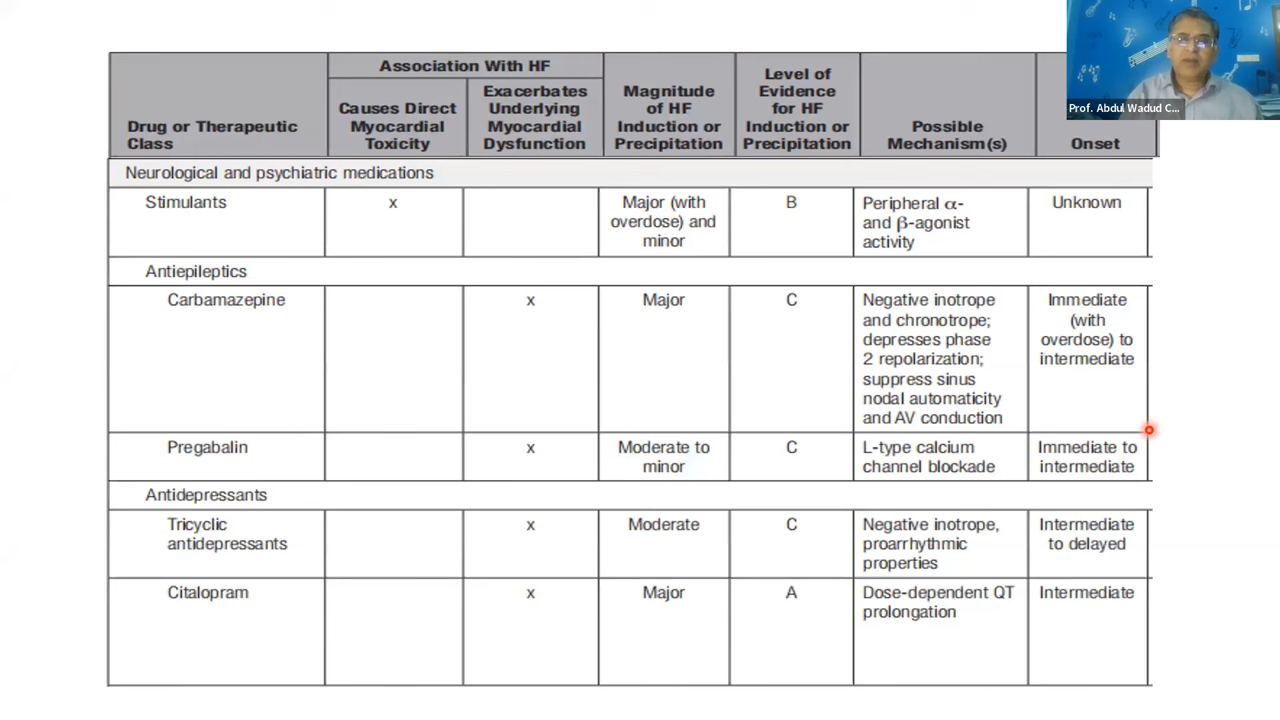 Prof. Abdul Wadud C...
Association With HF
Drug or Therapeutic
Class
Causes Direct
Myocardial
Toxicity
Exacerbates
Underlying
Myocardial
Dysfunction
Magnitude
of HF
Induction or
Precipitation
Level of
Evidence
for HF
Induction or
Precipitation
Possible
Mechanism(s)
Onset
Neurological and psychiatric medications
Stimulants
x
Major (with
overdose) and
minor
B
Peripheral α-
and β-agonist
activity
Unknown
Antiepileptics
Carbamazepine
x
Major
C
Negative inotrope
and chronotrope;
depresses phase
2 repolarization;
suppress sinus
nodal automaticity
and AV conduction
Immediate
(with
overdose) to
intermediate
Pregabalin
x
Moderate to
minor
C
L-type calcium
channel blockade
Immediate to
intermediate
Antidepressants
Tricyclic
antidepressants
x
Moderate
C
Negative inotrope,
proarrhythmic
properties
Intermediate
to delayed
Citalopram
x
Major
A
Dose-dependent QT
prolongation
Intermediate